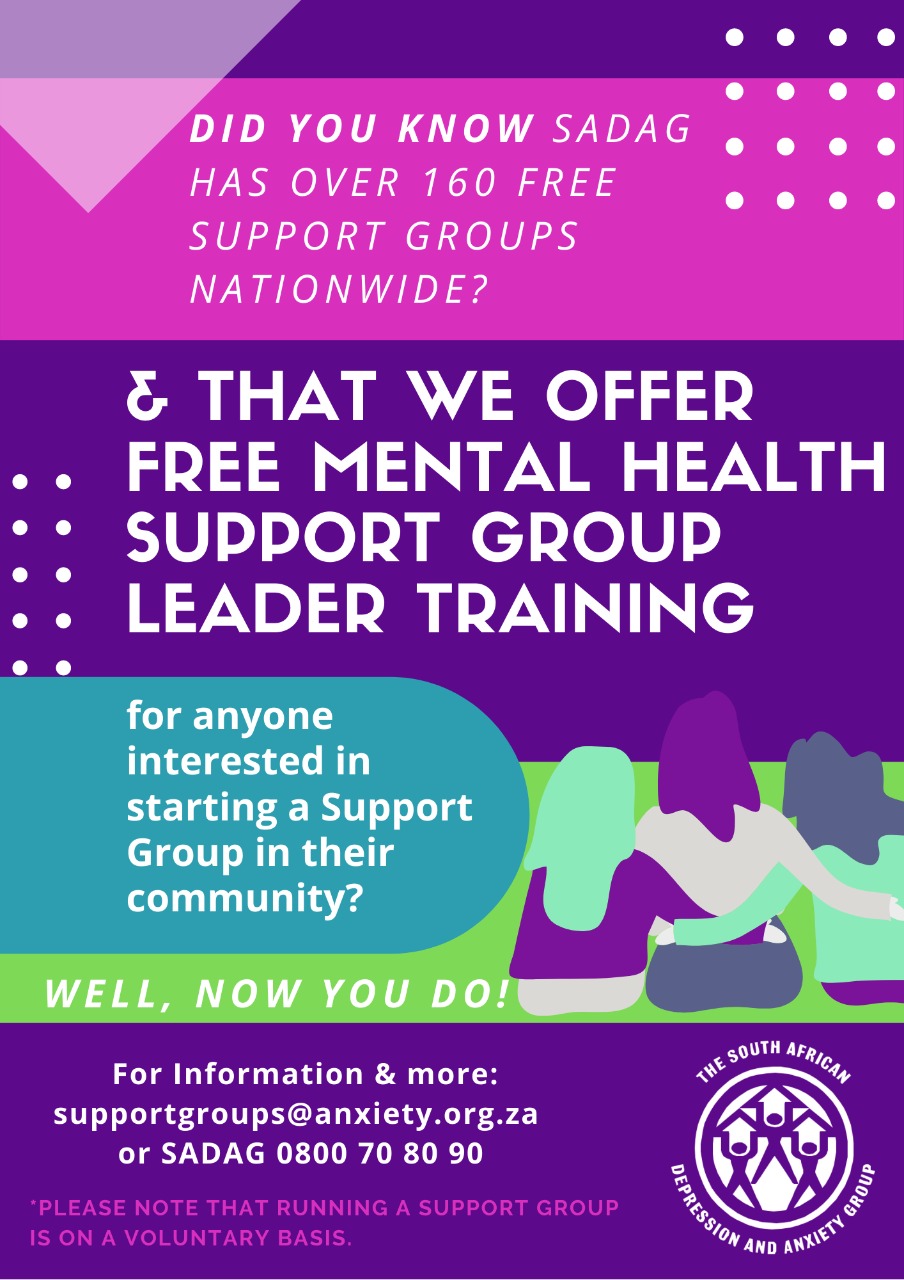 DID YOU KNOW SADAG
HAS OVER 160 FREE
SUPPORT GROUPS
NATIONWIDE?
& THAT WE OFFER
FREE MENTAL HEALTH
SUPPORT GROUP
LEADER TRAINING
for anyone
interested in
starting a Support
Group in their
community?
WELL, NOW YOU DO!
For Information & more:
supportgroups@anxiety.org.za
or SADAG 0800 70 80 90
*PLEASE NOTE THAT RUNNING A SUPPORT GROUP
IS ON A VOLUNTARY BASIS.
THE SOUTH AFRICAN
DEPRESSION AND ANXIETY GROUP